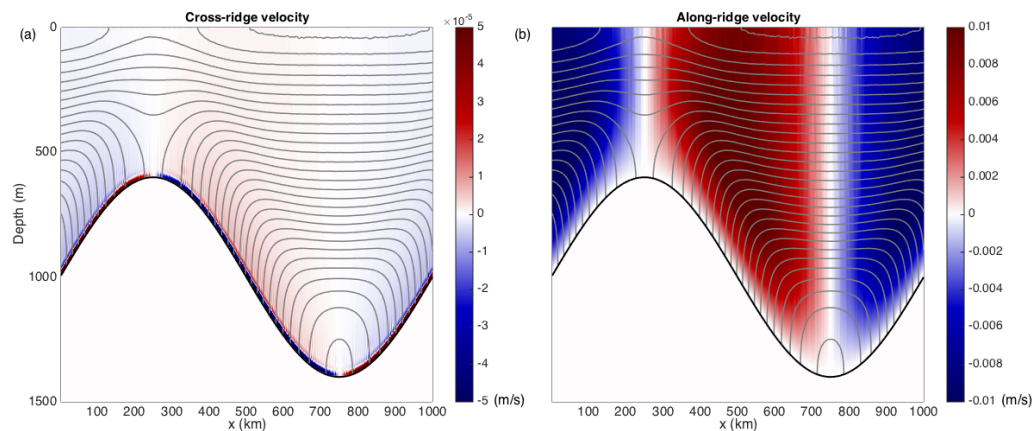 Cross-ridge velocity
(a)
× 10⁻⁵
0
500
1000
1500
Depth (m)
100 200 300 400 500 600 700 800 900 1000
x (km)
5
4
3
2
1
0
-1
-2
-3
-4
-5 (m/s)
Along-ridge velocity
(b)
100 200 300 400 500 600 700 800 900 1000
x (km)
0.01
0.008
0.006
0.004
0.002
0
-0.002
-0.004
-0.006
-0.008
-0.01 (m/s)